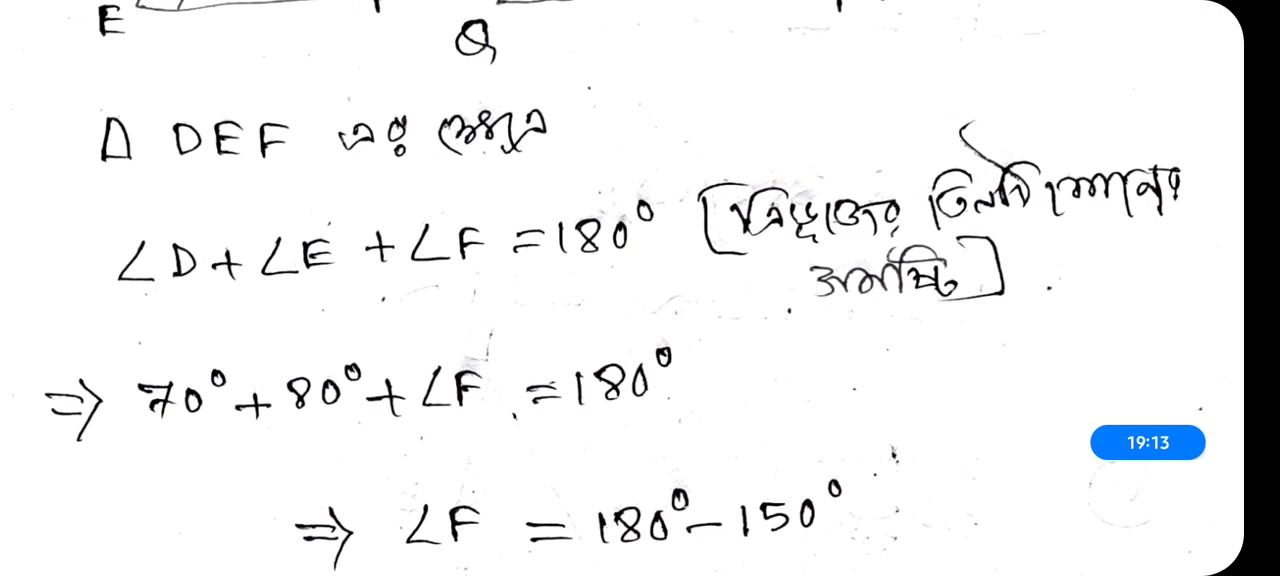 E
Q
Δ DEF এর ক্ষেত্রে
∠D + ∠E + ∠F = 180° [ত্রিভুজের তিনটি কোনের
সমষ্টি]
⇒ 70° + 80° + ∠F = 180°
19:13
⇒ ∠F = 180° - 150°